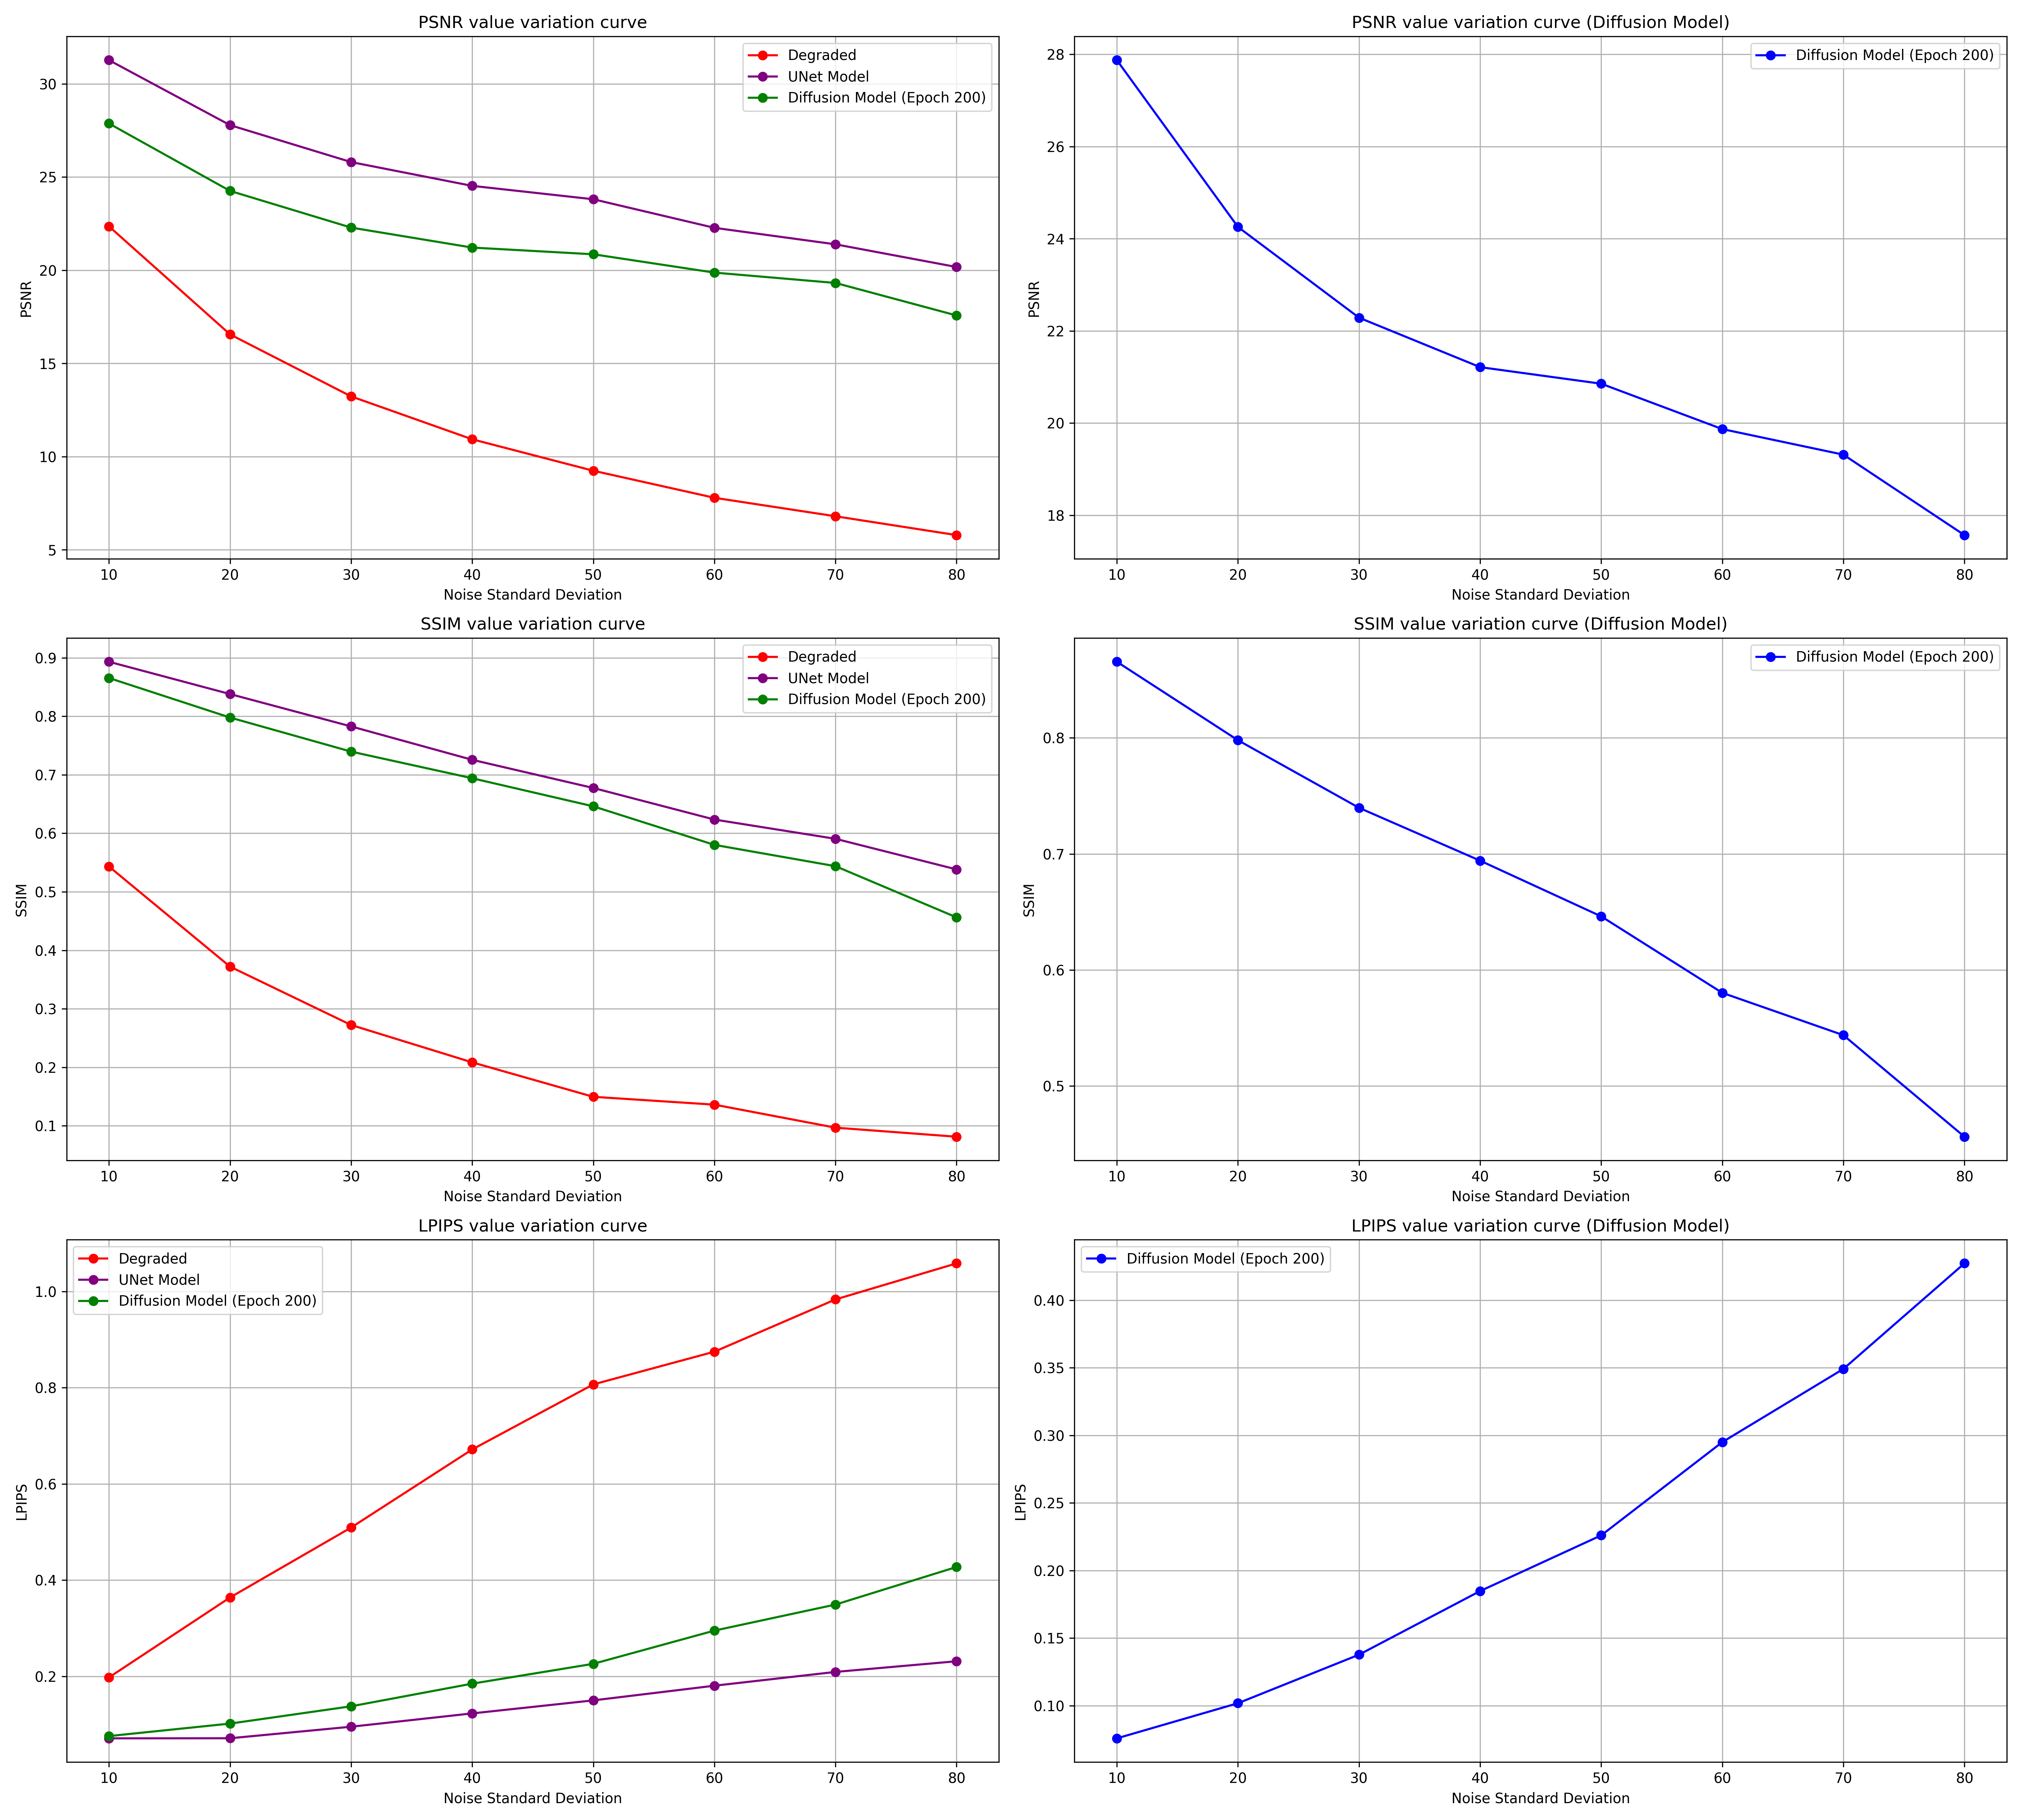 PSNR value variation curve
Degraded
UNet Model
Diffusion Model (Epoch 200)
30
25
20
15
10
5
PSNR
10 20 30 40 50 60 70 80
Noise Standard Deviation
PSNR value variation curve (Diffusion Model)
Diffusion Model (Epoch 200)
28
26
24
22
20
18
PSNR
10 20 30 40 50 60 70 80
Noise Standard Deviation
SSIM value variation curve
Degraded
UNet Model
Diffusion Model (Epoch 200)
0.9
0.8
0.7
0.6
0.5
0.4
0.3
0.2
0.1
SSIM
10 20 30 40 50 60 70 80
Noise Standard Deviation
SSIM value variation curve (Diffusion Model)
Diffusion Model (Epoch 200)
0.8
0.7
0.6
0.5
SSIM
10 20 30 40 50 60 70 80
Noise Standard Deviation
LPIPS value variation curve
Degraded
UNet Model
Diffusion Model (Epoch 200)
1.0
0.8
0.6
0.4
0.2
LPIPS
10 20 30 40 50 60 70 80
Noise Standard Deviation
LPIPS value variation curve (Diffusion Model)
Diffusion Model (Epoch 200)
0.40
0.35
0.30
0.25
0.20
0.15
0.10
LPIPS
10 20 30 40 50 60 70 80
Noise Standard Deviation